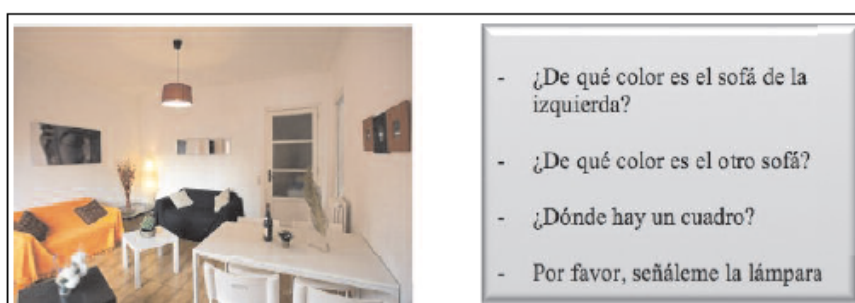 - ¿De qué color es el sofá de la
izquierda?
- ¿De qué color es el otro sofá?
- ¿Dónde hay un cuadro?
- Por favor, señáleme la lámpara